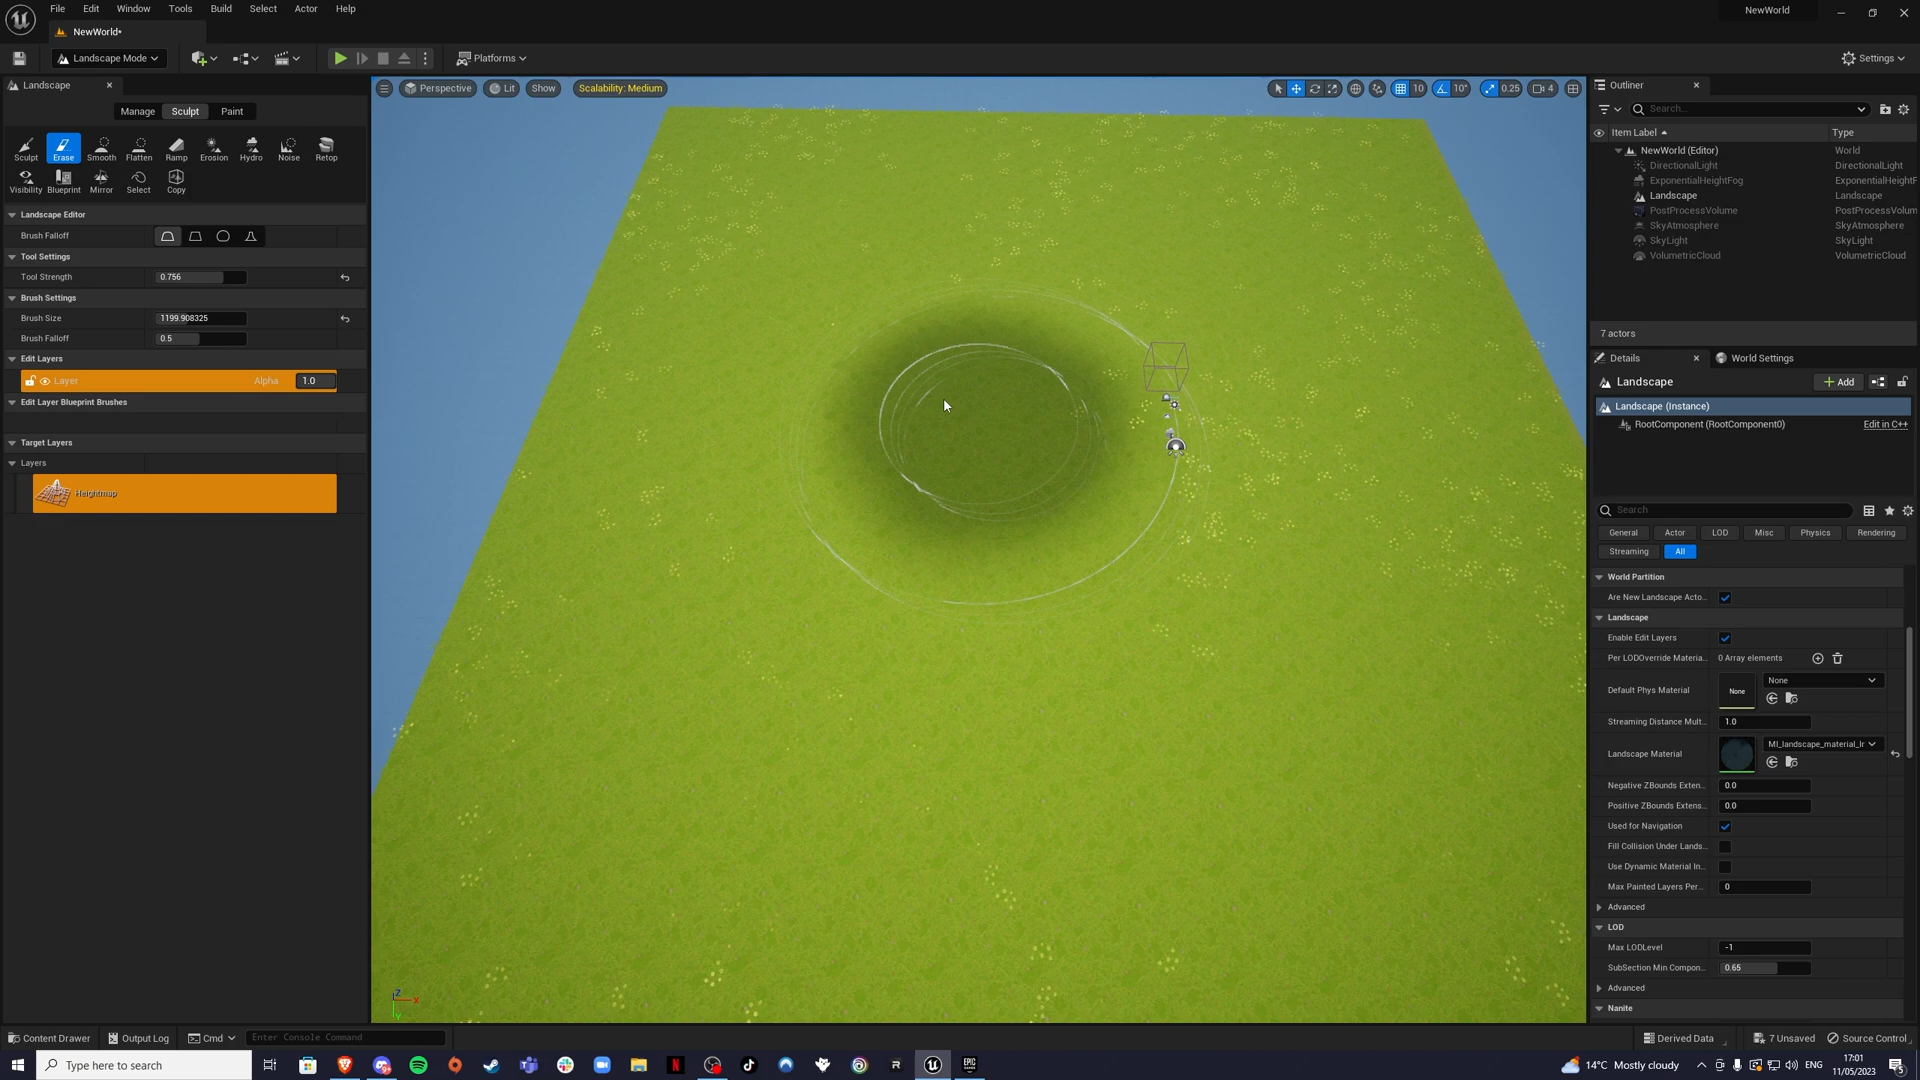 File Edit Window Tools Build Select Actor Help
NewWorld
NewWorld*
Landscape Mode
Platforms
Settings
Landscape
Manage Sculpt Paint
Sculpt Erase Smooth Flatten Ramp Erosion Hydro Noise Retop
Visibility Blueprint Mirror Select Copy
Landscape Editor
Brush Falloff
Tool Settings
Tool Strength 0.756
Brush Settings
Brush Size 1199.908325
Brush Falloff 0.5
Edit Layers
Layer Alpha 1.0
Edit Layer Blueprint Brushes
Target Layers
Layers
Heightmap
Perspective Lit Show Scalability: Medium
10 10° 0.25 4
Z X Y
Outliner
Search...
Item Label Type
NewWorld (Editor) World
DirectionalLight DirectionalLight
ExponentialHeightFog ExponentialHeightF
Landscape Landscape
PostProcessVolume PostProcessVolum
SkyAtmosphere SkyAtmosphere
SkyLight SkyLight
VolumetricCloud VolumetricCloud
7 actors
Details World Settings
Landscape Add
Landscape (Instance)
RootComponent (RootComponent0) Edit in C++
Search
General Actor LOD Misc Physics Rendering
Streaming All
World Partition
Are New Landscape Acto...
Landscape
Enable Edit Layers
Per LODOverride Materia... 0 Array elements
Default Phys Material None None
Streaming Distance Mult... 1.0
Landscape Material MI_landscape_material_Ir
Negative ZBounds Exten... 0.0
Positive ZBounds Extens... 0.0
Used for Navigation
Fill Collision Under Lands...
Use Dynamic Material In...
Max Painted Layers Per... 0
Advanced
LOD
Max LODLevel -1
SubSection Min Compon... 0.65
Advanced
Nanite
Content Drawer Output Log Cmd Enter Console Command
Derived Data 7 Unsaved Source Control
Type here to search
EPIC
14°C Mostly cloudy
ENG
17:01
11/05/2023
5